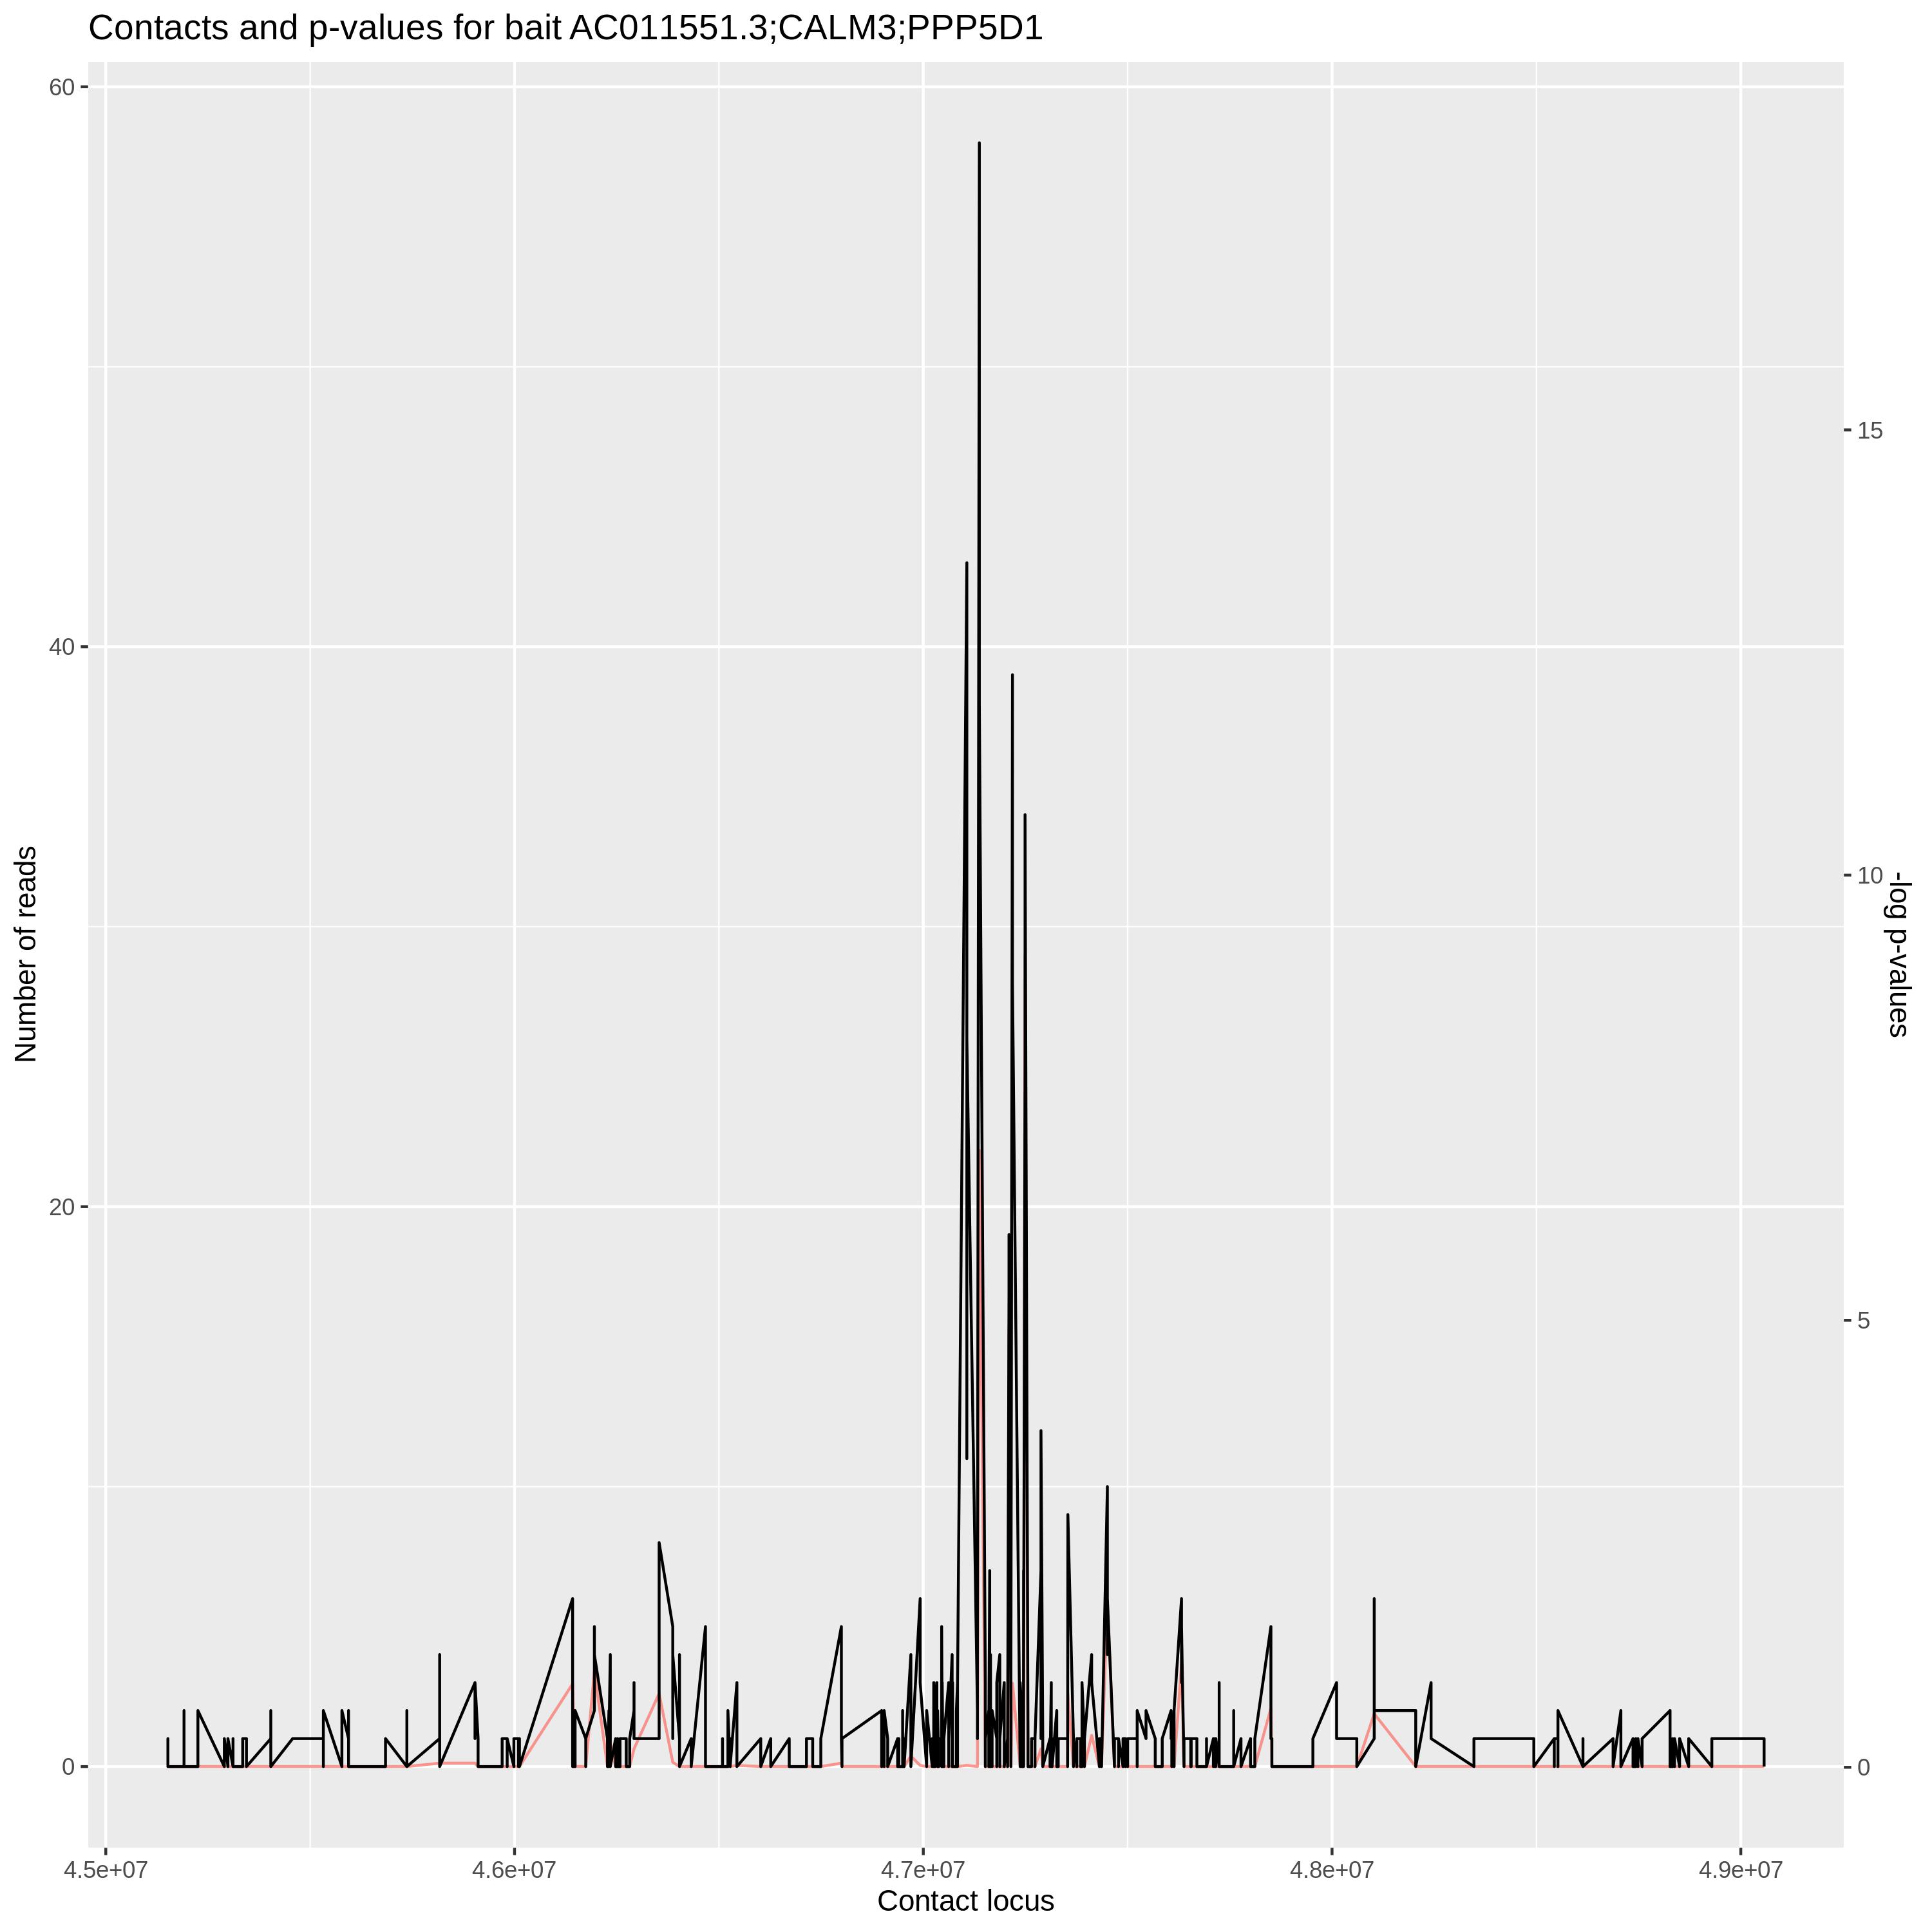 Contacts and p-values for bait AC011551.3;CALM3;PPP5D1
60
40
20
0
Number of reads
15
10
5
0
-log p-values
4.5e+07
4.6e+07
4.7e+07
4.8e+07
4.9e+07
Contact locus